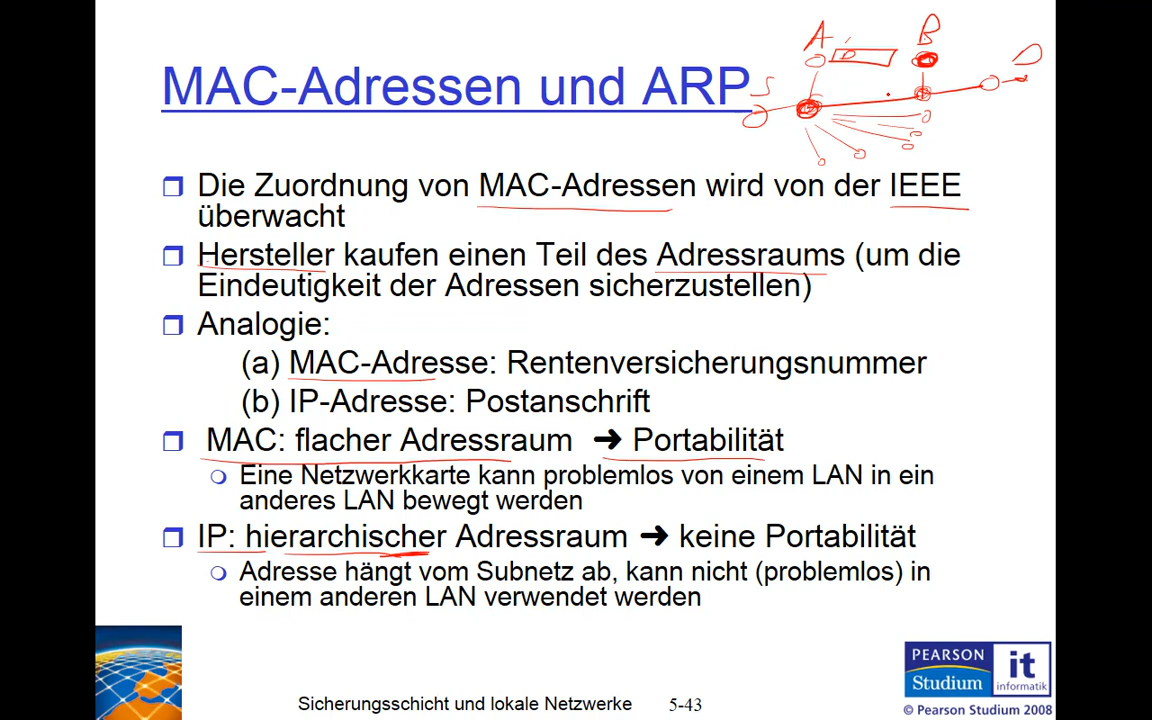 A
B
D
S
D
MAC-Adressen und ARP
Die Zuordnung von MAC-Adressen wird von der IEEE
überwacht
Hersteller kaufen einen Teil des Adressraums (um die
Eindeutigkeit der Adressen sicherzustellen)
Analogie:
(a) MAC-Adresse: Rentenversicherungsnummer
(b) IP-Adresse: Postanschrift
MAC: flacher Adressraum ➜ Portabilität
Eine Netzwerkkarte kann problemlos von einem LAN in ein
anderes LAN bewegt werden
IP: hierarchischer Adressraum ➜ keine Portabilität
Adresse hängt vom Subnetz ab, kann nicht (problemlos) in
einem anderen LAN verwendet werden
PEARSON
Studium
it
informatik
Sicherungsschicht und lokale Netzwerke 5-43
© Pearson Studium 2008